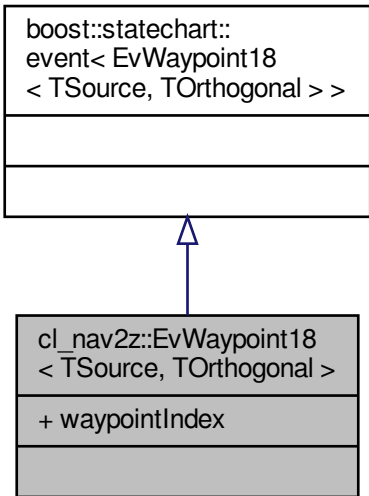 boost::statechart::
event< EvWaypoint18
< TSource, TOrthogonal > >
cl_nav2z::EvWaypoint18
< TSource, TOrthogonal >
+ waypointIndex